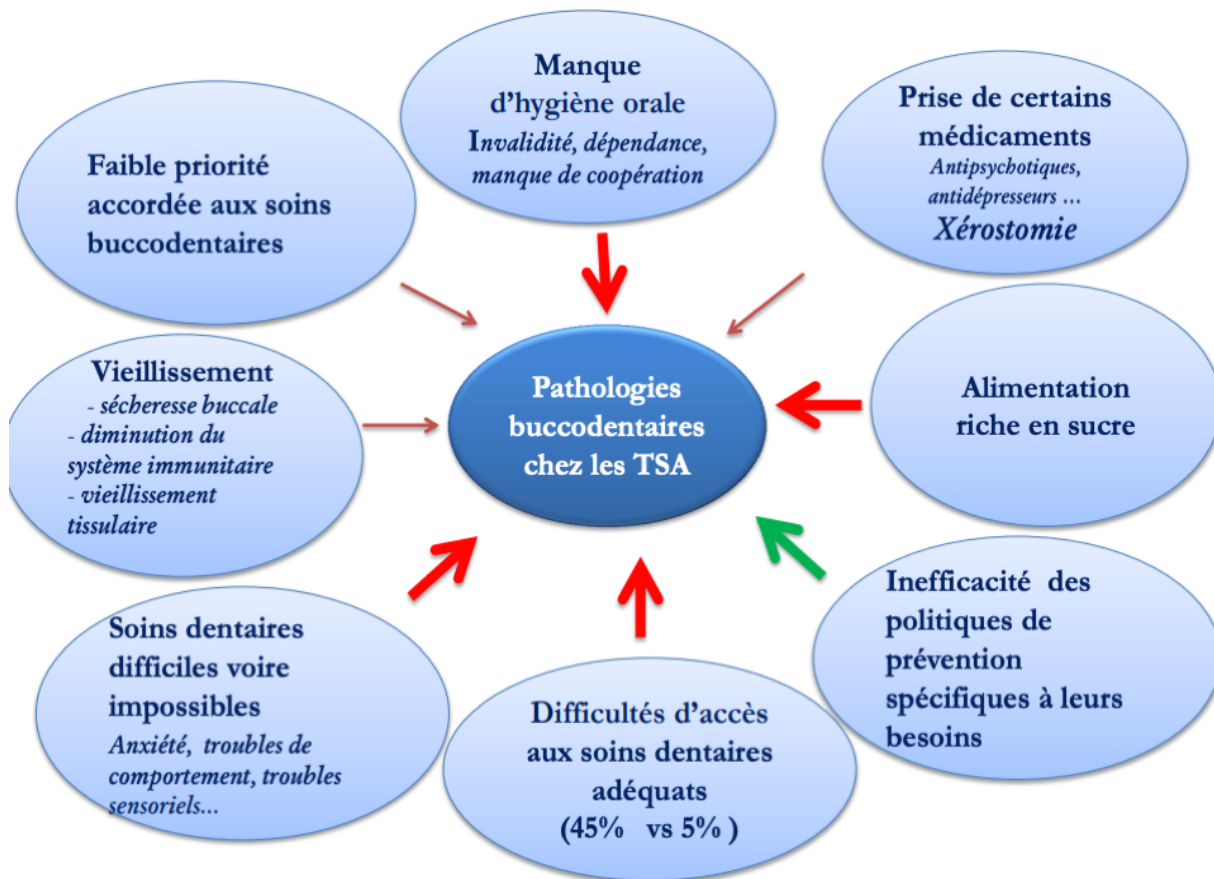 Manque
d'hygiène orale
Invalidité, dépendance,
manque de coopération
Prise de certains
médicaments
Antipsychotiques,
antidépresseurs ...
Xérostomie
Faible priorité
accordée aux soins
buccodentaires
Vieillissement
- sécheresse buccale
- diminution du
système immunitaire
- vieillissement
tissulaire
Pathologies
buccodentaires
chez les TSA
Alimentation
riche en sucre
Soins dentaires
difficiles voire
impossibles
Anxiété, troubles de
comportement, troubles
sensoriels...
Difficultés d'accès
aux soins dentaires
adéquats
(45% vs 5% )
Inefficacité des
politiques de
prévention
spécifiques à leurs
besoins